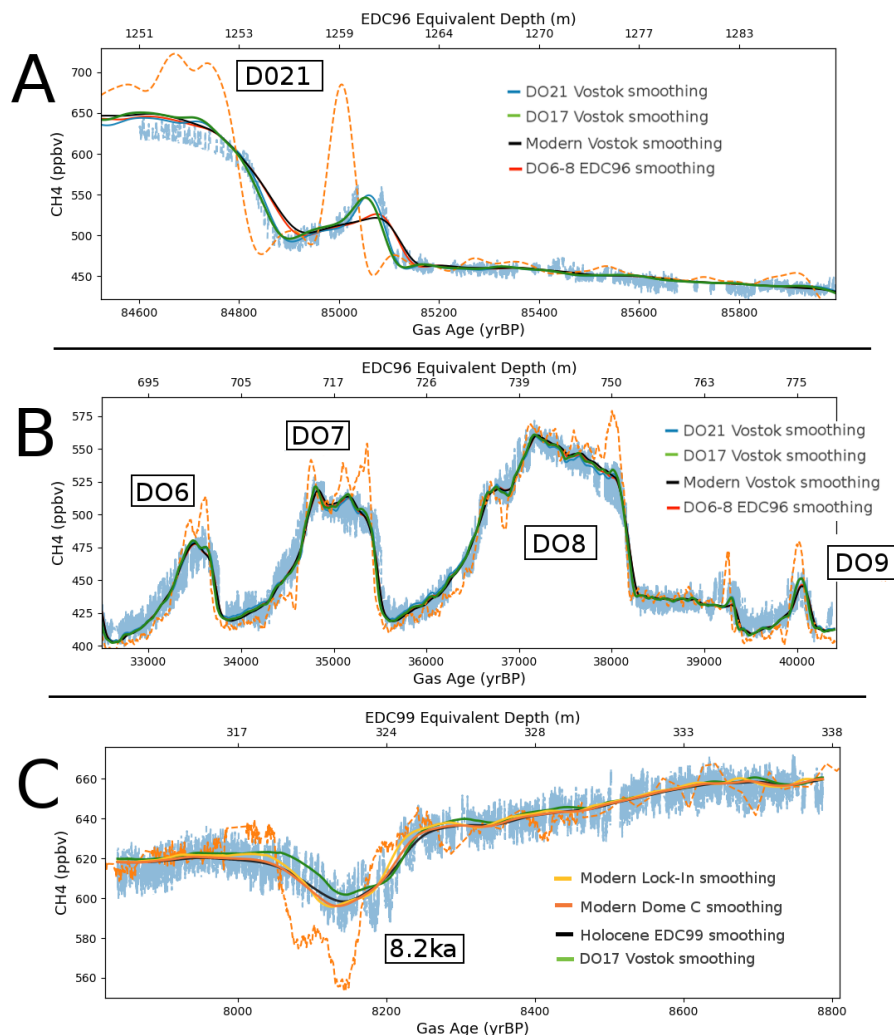 EDC96 Equivalent Depth (m)
1251 1253 1259 1264 1270 1277 1283
A
D021
DO21 Vostok smoothing
DO17 Vostok smoothing
Modern Vostok smoothing
DO6-8 EDC96 smoothing
CH4 (ppbv)
700
650
600
550
500
450
84600 84800 85000 85200 85400 85600 85800
Gas Age (yrBP)
EDC96 Equivalent Depth (m)
695 705 717 726 739 750 763 775
B
DO6
DO7
DO8
DO9
DO21 Vostok smoothing
DO17 Vostok smoothing
Modern Vostok smoothing
DO6-8 EDC96 smoothing
CH4 (ppbv)
575
550
525
500
475
450
425
400
33000 34000 35000 36000 37000 38000 39000 40000
Gas Age (yrBP)
EDC99 Equivalent Depth (m)
317 324 328 334 338
C
8.2ka
Modern Lock-In smoothing
Modern Dome C smoothing
Holocene EDC99 smoothing
DO17 Vostok smoothing
CH4 (ppbv)
660
640
620
600
580
560
8000 8200 8400 8600 8800
Gas Age (yrBP)